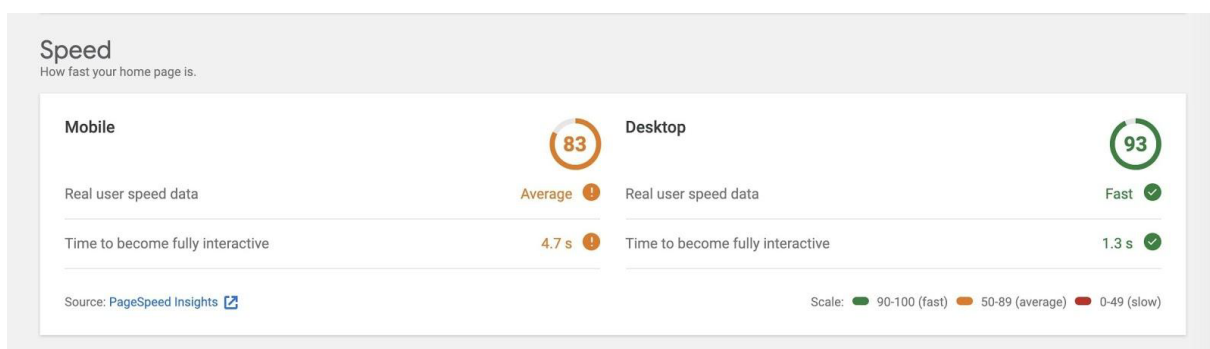 Speed
How fast your home page is.
Mobile
83
Real user speed data
Average
Time to become fully interactive
4.7 s
Desktop
93
Real user speed data
Fast
Time to become fully interactive
1.3 s
Source: PageSpeed Insights
Scale: 90-100 (fast) 50-89 (average) 0-49 (slow)